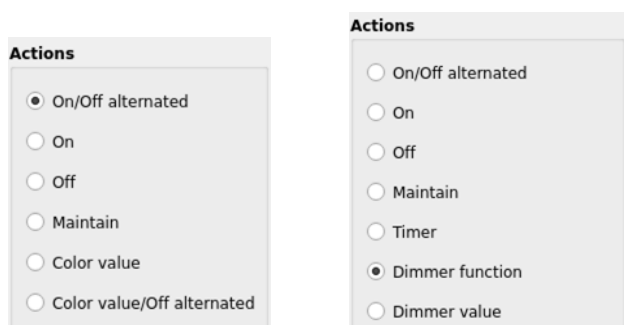 Actions
On/Off alternated
On
Off
Maintain
Color value
Color value/Off alternated
Actions
On/Off alternated
On
Off
Maintain
Timer
Dimmer function
Dimmer value